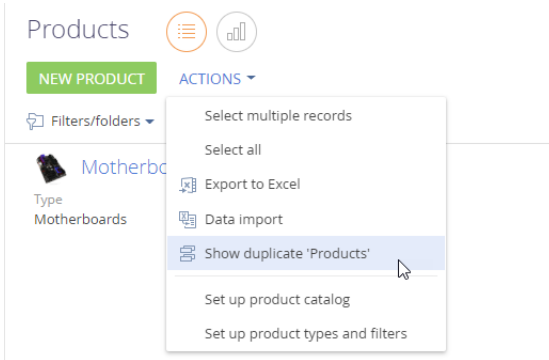 Products
NEW PRODUCT ACTIONS
Filters/folders
Select multiple records
Select all
Motherbo
Type
Motherboards
Export to Excel
Data import
Show duplicate 'Products'
Set up product catalog
Set up product types and filters